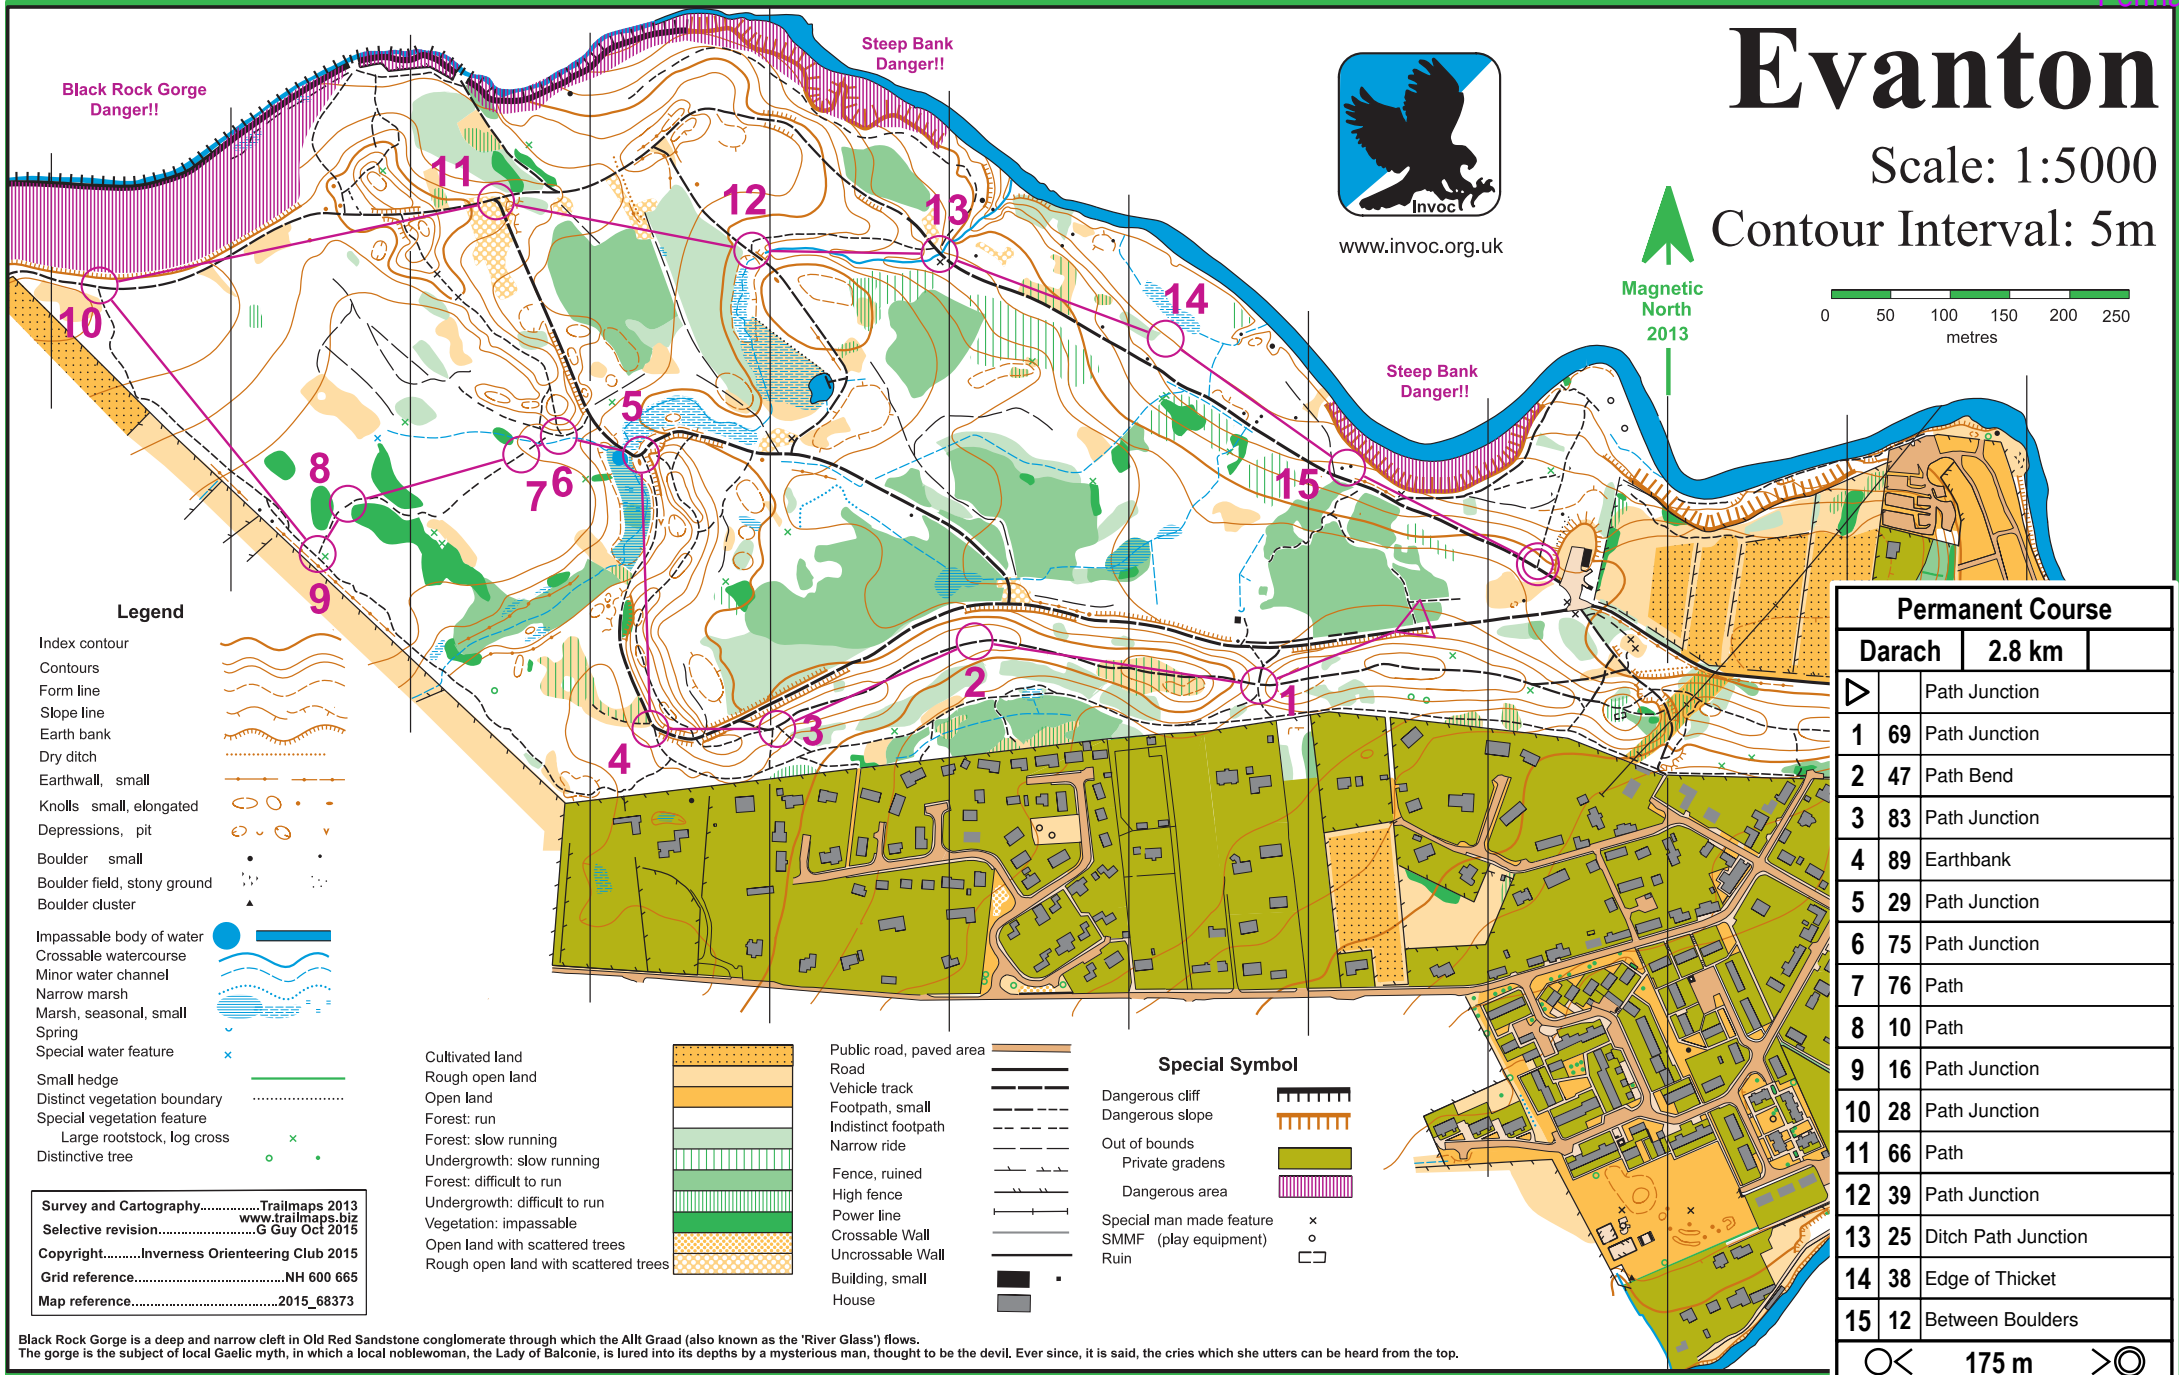 Evanton
Scale: 1:5000
Contour Interval: 5m
Black Rock Gorge
Danger!!
Steep Bank
Danger!!
Invoc
www.invoc.org.uk
Magnetic
North
2013
0 50 100 150 200 250
metres
Steep Bank
Danger!!
11
12
13
14
10
5
8
7
6
15
9
2
1
3
4
Legend
Index contour
Contours
Form line
Slope line
Earth bank
Dry ditch
Earthwall, small
Knolls small, elongated
Depressions, pit
Boulder small
Boulder field, stony ground
Boulder cluster
Impassable body of water
Crossable watercourse
Minor water channel
Narrow marsh
Marsh, seasonal, small
Spring
Special water feature
Small hedge
Distinct vegetation boundary
Special vegetation feature
Large rootstock, log cross
Distinctive tree
Cultivated land
Rough open land
Open land
Forest: run
Forest: slow running
Undergrowth: slow running
Forest: difficult to run
Undergrowth: difficult to run
Vegetation: impassable
Open land with scattered trees
Rough open land with scattered trees
Public road, paved area
Road
Vehicle track
Footpath, small
Indistinct footpath
Narrow ride
Fence, ruined
High fence
Power line
Crossable Wall
Uncrossable Wall
Building, small
House
Special Symbol
Dangerous cliff
Dangerous slope
Out of bounds
Private gradens
Dangerous area
Special man made feature
SMMF (play equipment)
Ruin
Survey and Cartography..............Trailmaps 2013
www.trailmaps.biz
Selective revision.......................G Guy Oct 2015
Copyright.........Inverness Orienteering Club 2015
Grid reference.....................................NH 600 665
Map reference...................................2015_68373
Black Rock Gorge is a deep and narrow cleft in Old Red Sandstone conglomerate through which the Allt Graad (also known as the 'River Glass') flows.
The gorge is the subject of local Gaelic myth, in which a local noblewoman, the Lady of Balconie, is lured into its depths by a mysterious man, thought to be the devil. Ever since, it is said, the cries which she utters can be heard from the top.
Permanent Course
Darach 2.8 km
Path Junction
1 69 Path Junction
2 47 Path Bend
3 83 Path Junction
4 89 Earthbank
5 29 Path Junction
6 75 Path Junction
7 76 Path
8 10 Path
9 16 Path Junction
10 28 Path Junction
11 66 Path
12 39 Path Junction
13 25 Ditch Path Junction
14 38 Edge of Thicket
15 12 Between Boulders
175 m